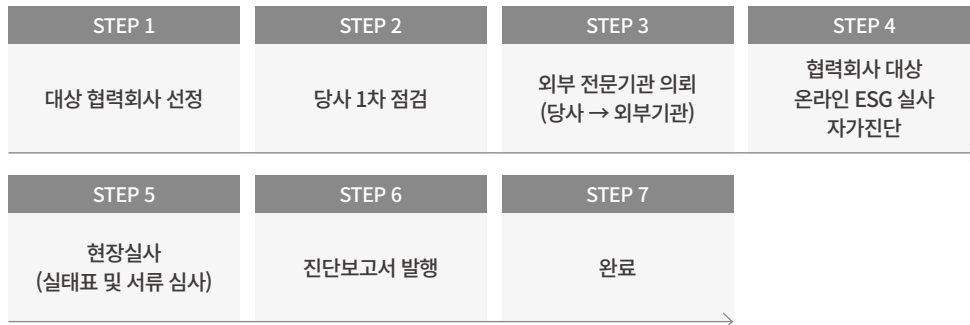 STEP 1
대상 협력회사 선정
STEP 2
당사 1차 점검
STEP 3
외부 전문기관 의뢰
(당사 → 외부기관)
STEP 4
협력회사 대상
온라인 ESG 실사
자가진단
STEP 5
현장실사
(실태표 및 서류 심사)
STEP 6
진단보고서 발행
STEP 7
완료